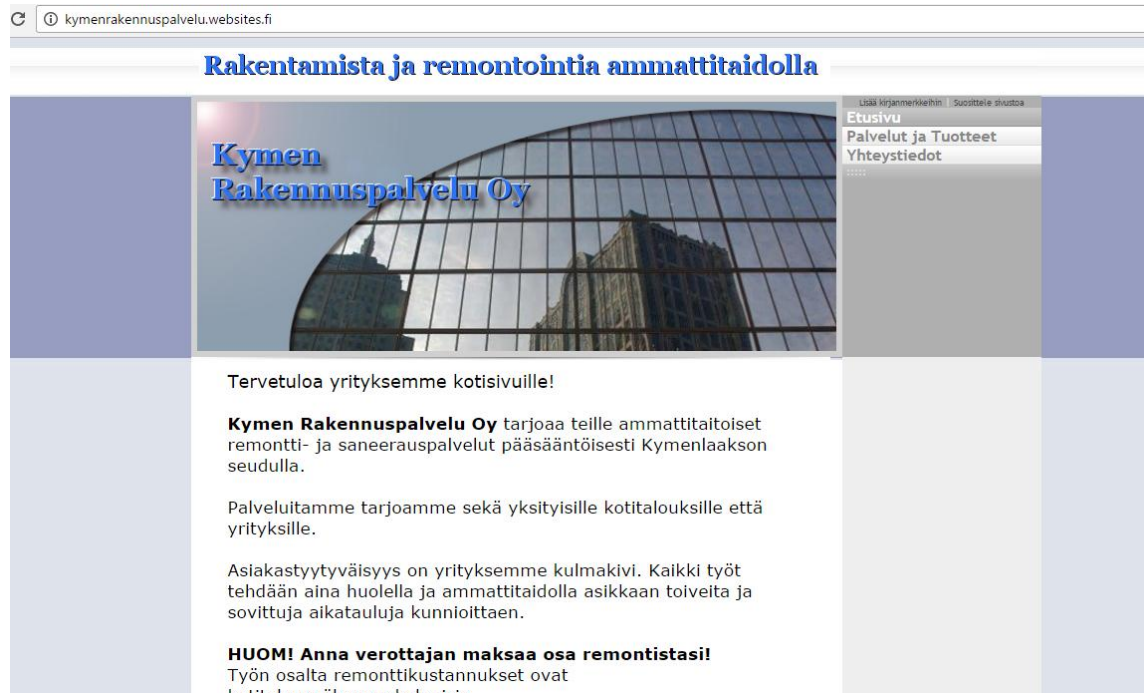 kymenrakennuspalvelu.websites.fi
Rakentamista ja remontointia ammattitaidolla
Lisää kirjanmerkkeihin | Suosittele sivustoa
Etusivu
Palvelut ja Tuotteet
Yhteystiedot
Kymen
Rakennuspalvelu Oy
Tervetuloa yrityksemme kotisivuille!
Kymen Rakennuspalvelu Oy tarjoaa teille ammattitaitoiset
remontti- ja saneerauspalvelut pääsääntöisesti Kymenlaakson
seudulla.
Palveluitamme tarjoamme sekä yksityisille kotitalouksille että
yrityksille.
Asiakastyytyväisyys on yrityksemme kulmakivi. Kaikki työt
tehdään aina huolella ja ammattitaidolla asikkaan toiveita ja
sovittuja aikatauluja kunnioittaen.
HUOM! Anna verottajan maksaa osa remontistasi!
Työn osalta remonttikustannukset ovat